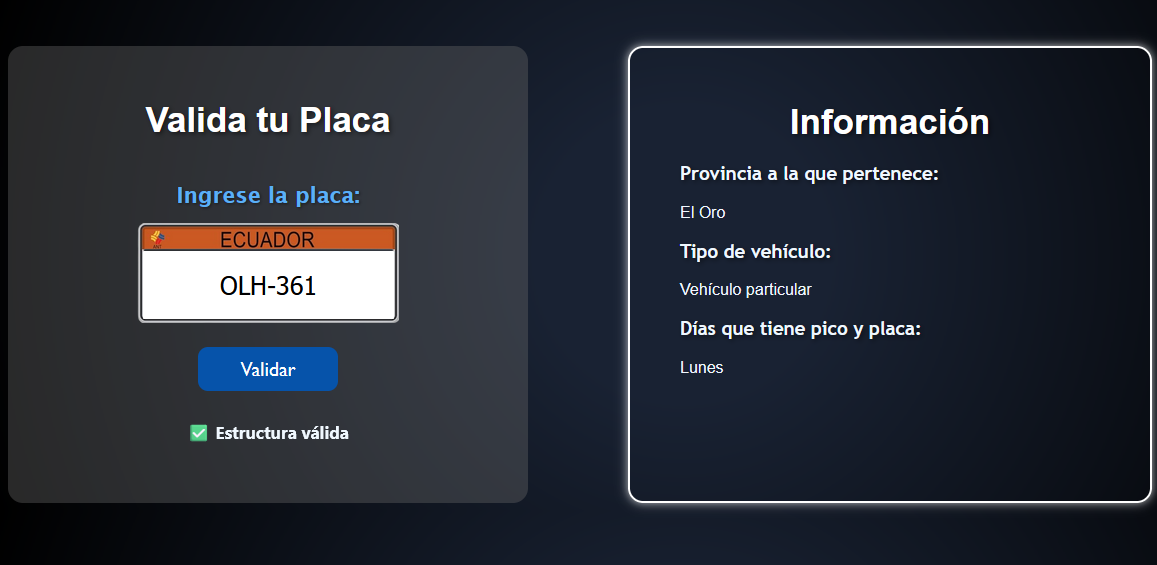 Valida tu Placa
Ingrese la placa:
ECUADOR
OLH-361
Validar
Estructura válida
Información
Provincia a la que pertenece:
El Oro
Tipo de vehículo:
Vehículo particular
Días que tiene pico y placa:
Lunes